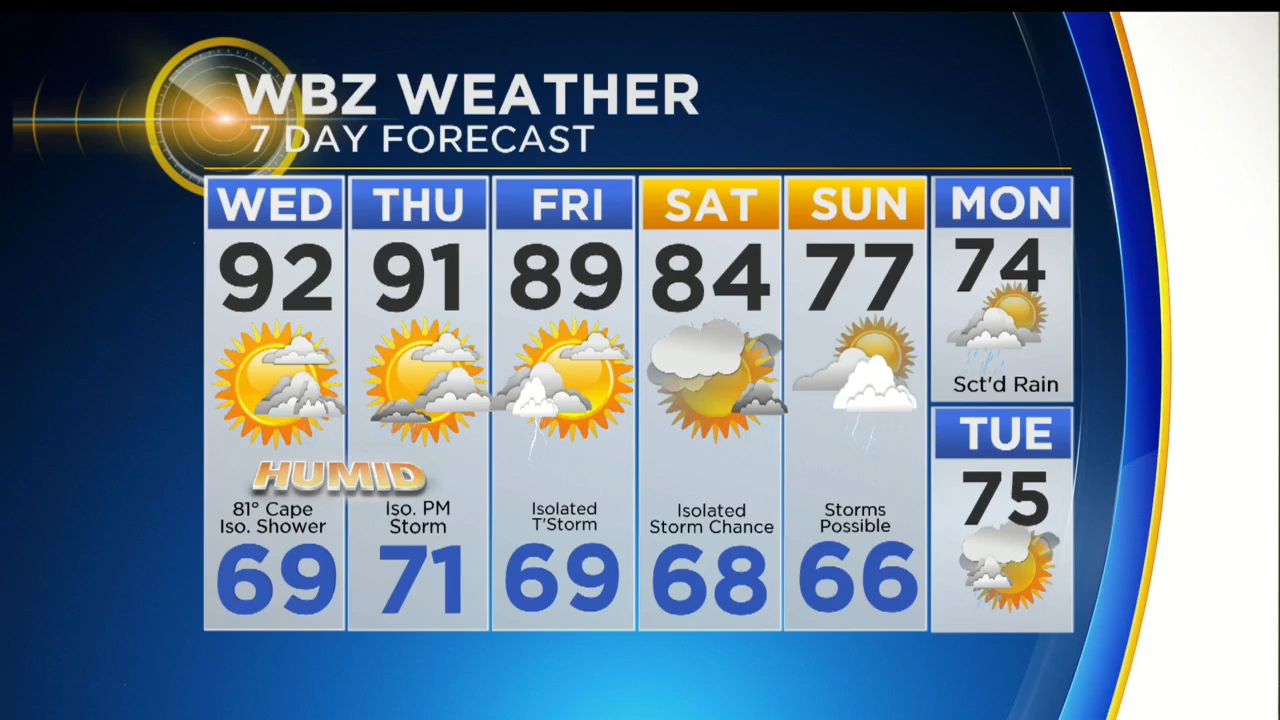 WBZ WEATHER
7 DAY FORECAST
WED
92
HUMID
81° Cape
Iso. Shower
69
THU
91
Iso. PM
Storm
71
FRI
89
Isolated
T'Storm
69
SAT
84
Isolated
Storm Chance
68
SUN
77
Storms
Possible
66
MON
74
Sct'd Rain
TUE
75